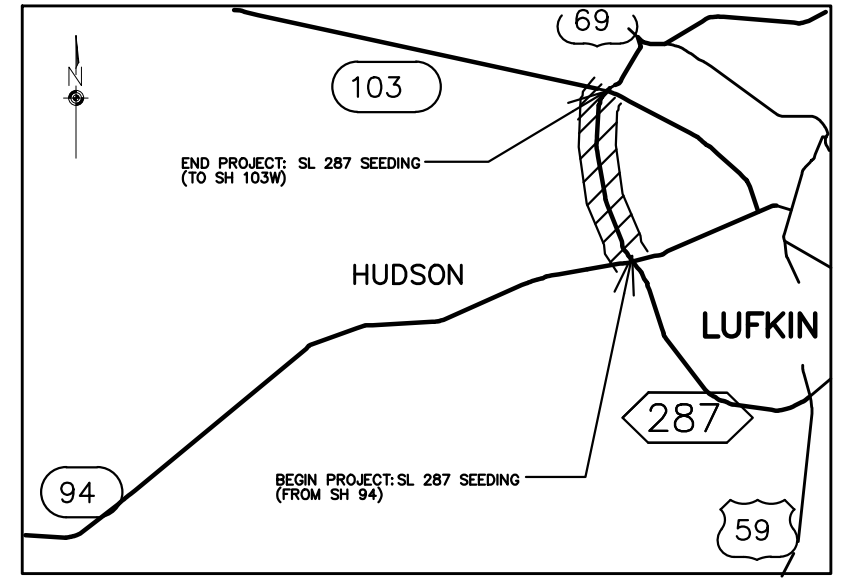 69
N
103
END PROJECT: SL 287 SEEDING
(TO SH 103W)
HUDSON
LUFKIN
287
BEGIN PROJECT: SL 287 SEEDING
(FROM SH 94)
94
59